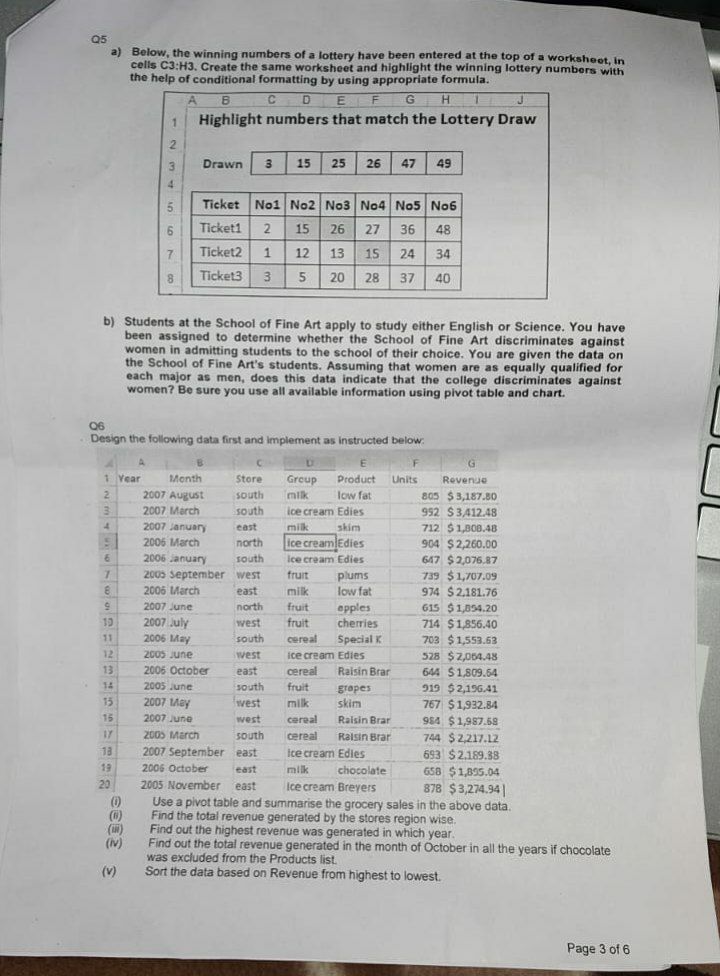 Q5
a) Below, the winning numbers of a lottery have been entered at the top of a worksheet, in
cells C3:H3. Create the same worksheet and highlight the winning lottery numbers with
the help of conditional formatting by using appropriate formula.
A B C D E F G H I J
1 Highlight numbers that match the Lottery Draw
2
3 Drawn 3 15 25 26 47 49
4
5 Ticket No1 No2 No3 No4 No5 No6
6 Ticket1 2 15 26 27 36 48
7 Ticket2 1 12 13 15 24 34
8 Ticket3 3 5 20 28 37 40
b) Students at the School of Fine Art apply to study either English or Science. You have
been assigned to determine whether the School of Fine Art discriminates against
women in admitting students to the school of their choice. You are given the data on
the School of Fine Art's students. Assuming that women are as equally qualified for
each major as men, does this data indicate that the college discriminates against
women? Be sure you use all available information using pivot table and chart.
Q6
Design the following data first and implement as instructed below:
A B C D E F G
1 Year Month Store Group Product Units Revenue
2 2007 August south milk low fat 805 $ 3,187.80
3 2007 March south ice cream Edies 992 $ 3,412.48
4 2007 January east milk skim 712 $ 1,808.48
5 2006 March north ice cream Edies 904 $ 2,260.00
6 2006 January south ice cream Edies 647 $ 2,076.87
7 2005 September west fruit plums 739 $ 1,707.09
8 2006 March east milk low fat 974 $ 2,181.76
9 2007 June north fruit apples 615 $ 1,894.20
10 2007 July west fruit cherries 714 $ 1,856.40
11 2006 May south cereal Special K 703 $ 1,553.63
12 2005 June west ice cream Edies 528 $ 2,064.48
13 2006 October east cereal Raisin Brar 644 $ 1,809.64
14 2005 June south fruit grapes 919 $ 2,196.41
15 2007 May west milk skim 767 $ 1,932.84
16 2007 June west cereal Raisin Brar 984 $ 1,987.68
17 2005 March south cereal Raisin Brar 744 $ 2,217.12
18 2007 September east Ice cream Edies 693 $ 2,189.88
19 2006 October east milk chocolate 658 $ 1,895.04
20 2005 November east Ice cream Breyers 878 $ 3,274.94
(i) Use a pivot table and summarise the grocery sales in the above data.
(ii) Find the total revenue generated by the stores region wise.
(iii) Find out the highest revenue was generated in which year.
(iv) Find out the total revenue generated in the month of October in all the years if chocolate
was excluded from the Products list.
(v) Sort the data based on Revenue from highest to lowest.
Page 3 of 6